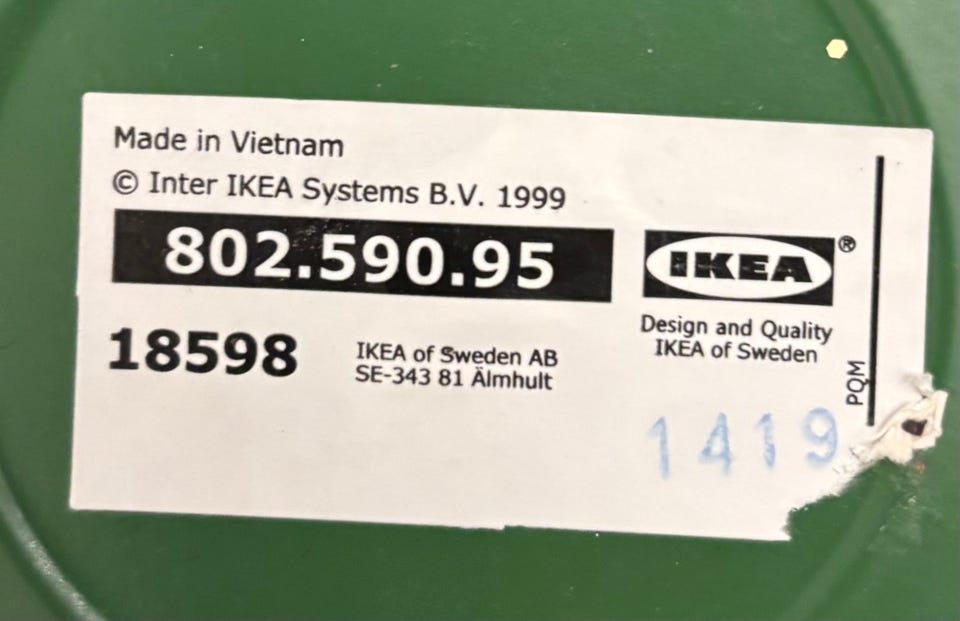 Made in Vietnam
© Inter IKEA Systems B.V. 1999
802.590.95
IKEA®
18598
IKEA of Sweden AB
SE-343 81 Älmhult
Design and Quality
IKEA of Sweden
PQM
1419